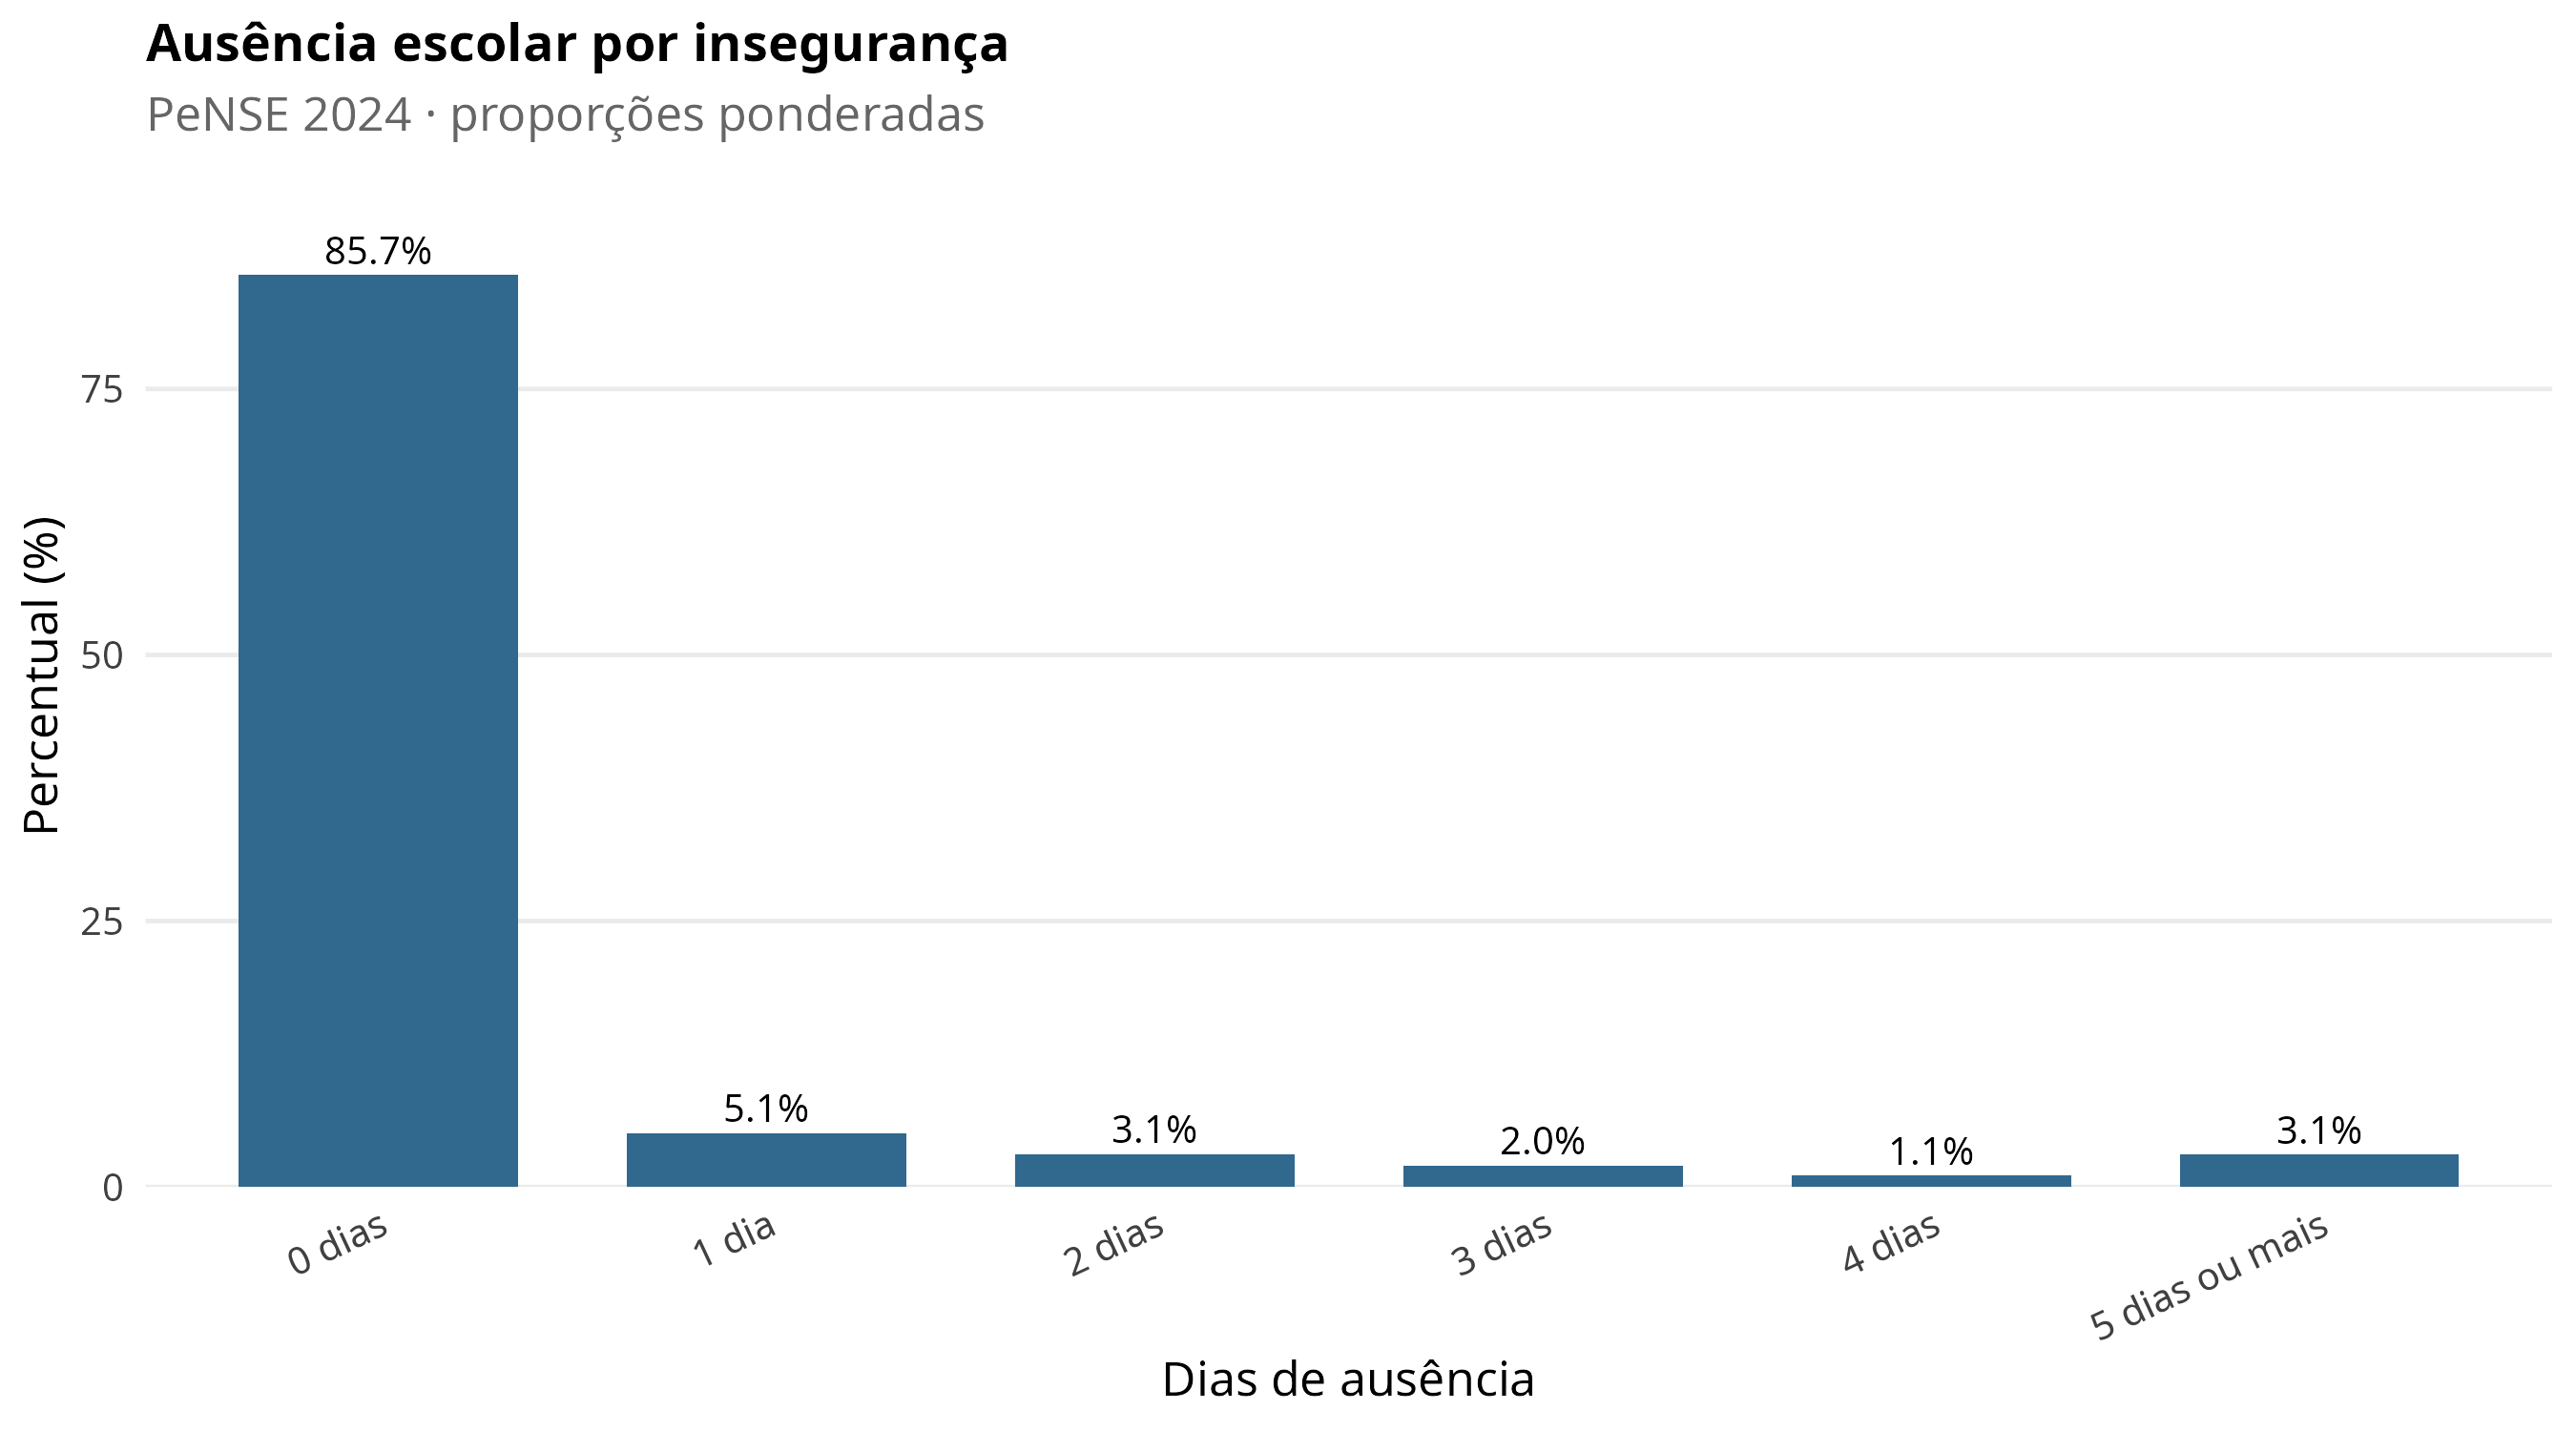 Ausência escolar por insegurança
PeNSE 2024 · proporções ponderadas
Percentual (%)
75
50
25
0
85.7%
5.1%
3.1%
2.0%
1.1%
3.1%
0 dias
1 dia
2 dias
3 dias
4 dias
5 dias ou mais
Dias de ausência